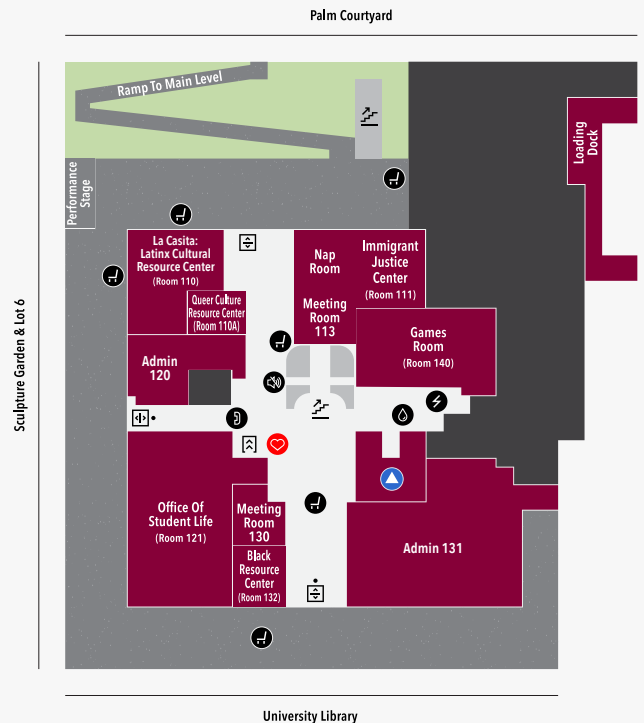 Palm Courtyard
Ramp To Main Level
Loading
Dock
Performance
Stage
La Casita:
Latinx Cultural
Resource Center
(Room 110)
Nap
Room
Immigrant
Justice
Center
(Room 111)
Queer Culture
Resource Center
(Room 110A)
Meeting
Room
113
Games
Room
(Room 140)
Admin
120
Sculpture Garden & Lot 6
Office Of
Student Life
(Room 121)
Meeting
Room
130
Admin 131
Black
Resource
Center
(Room 132)
University Library